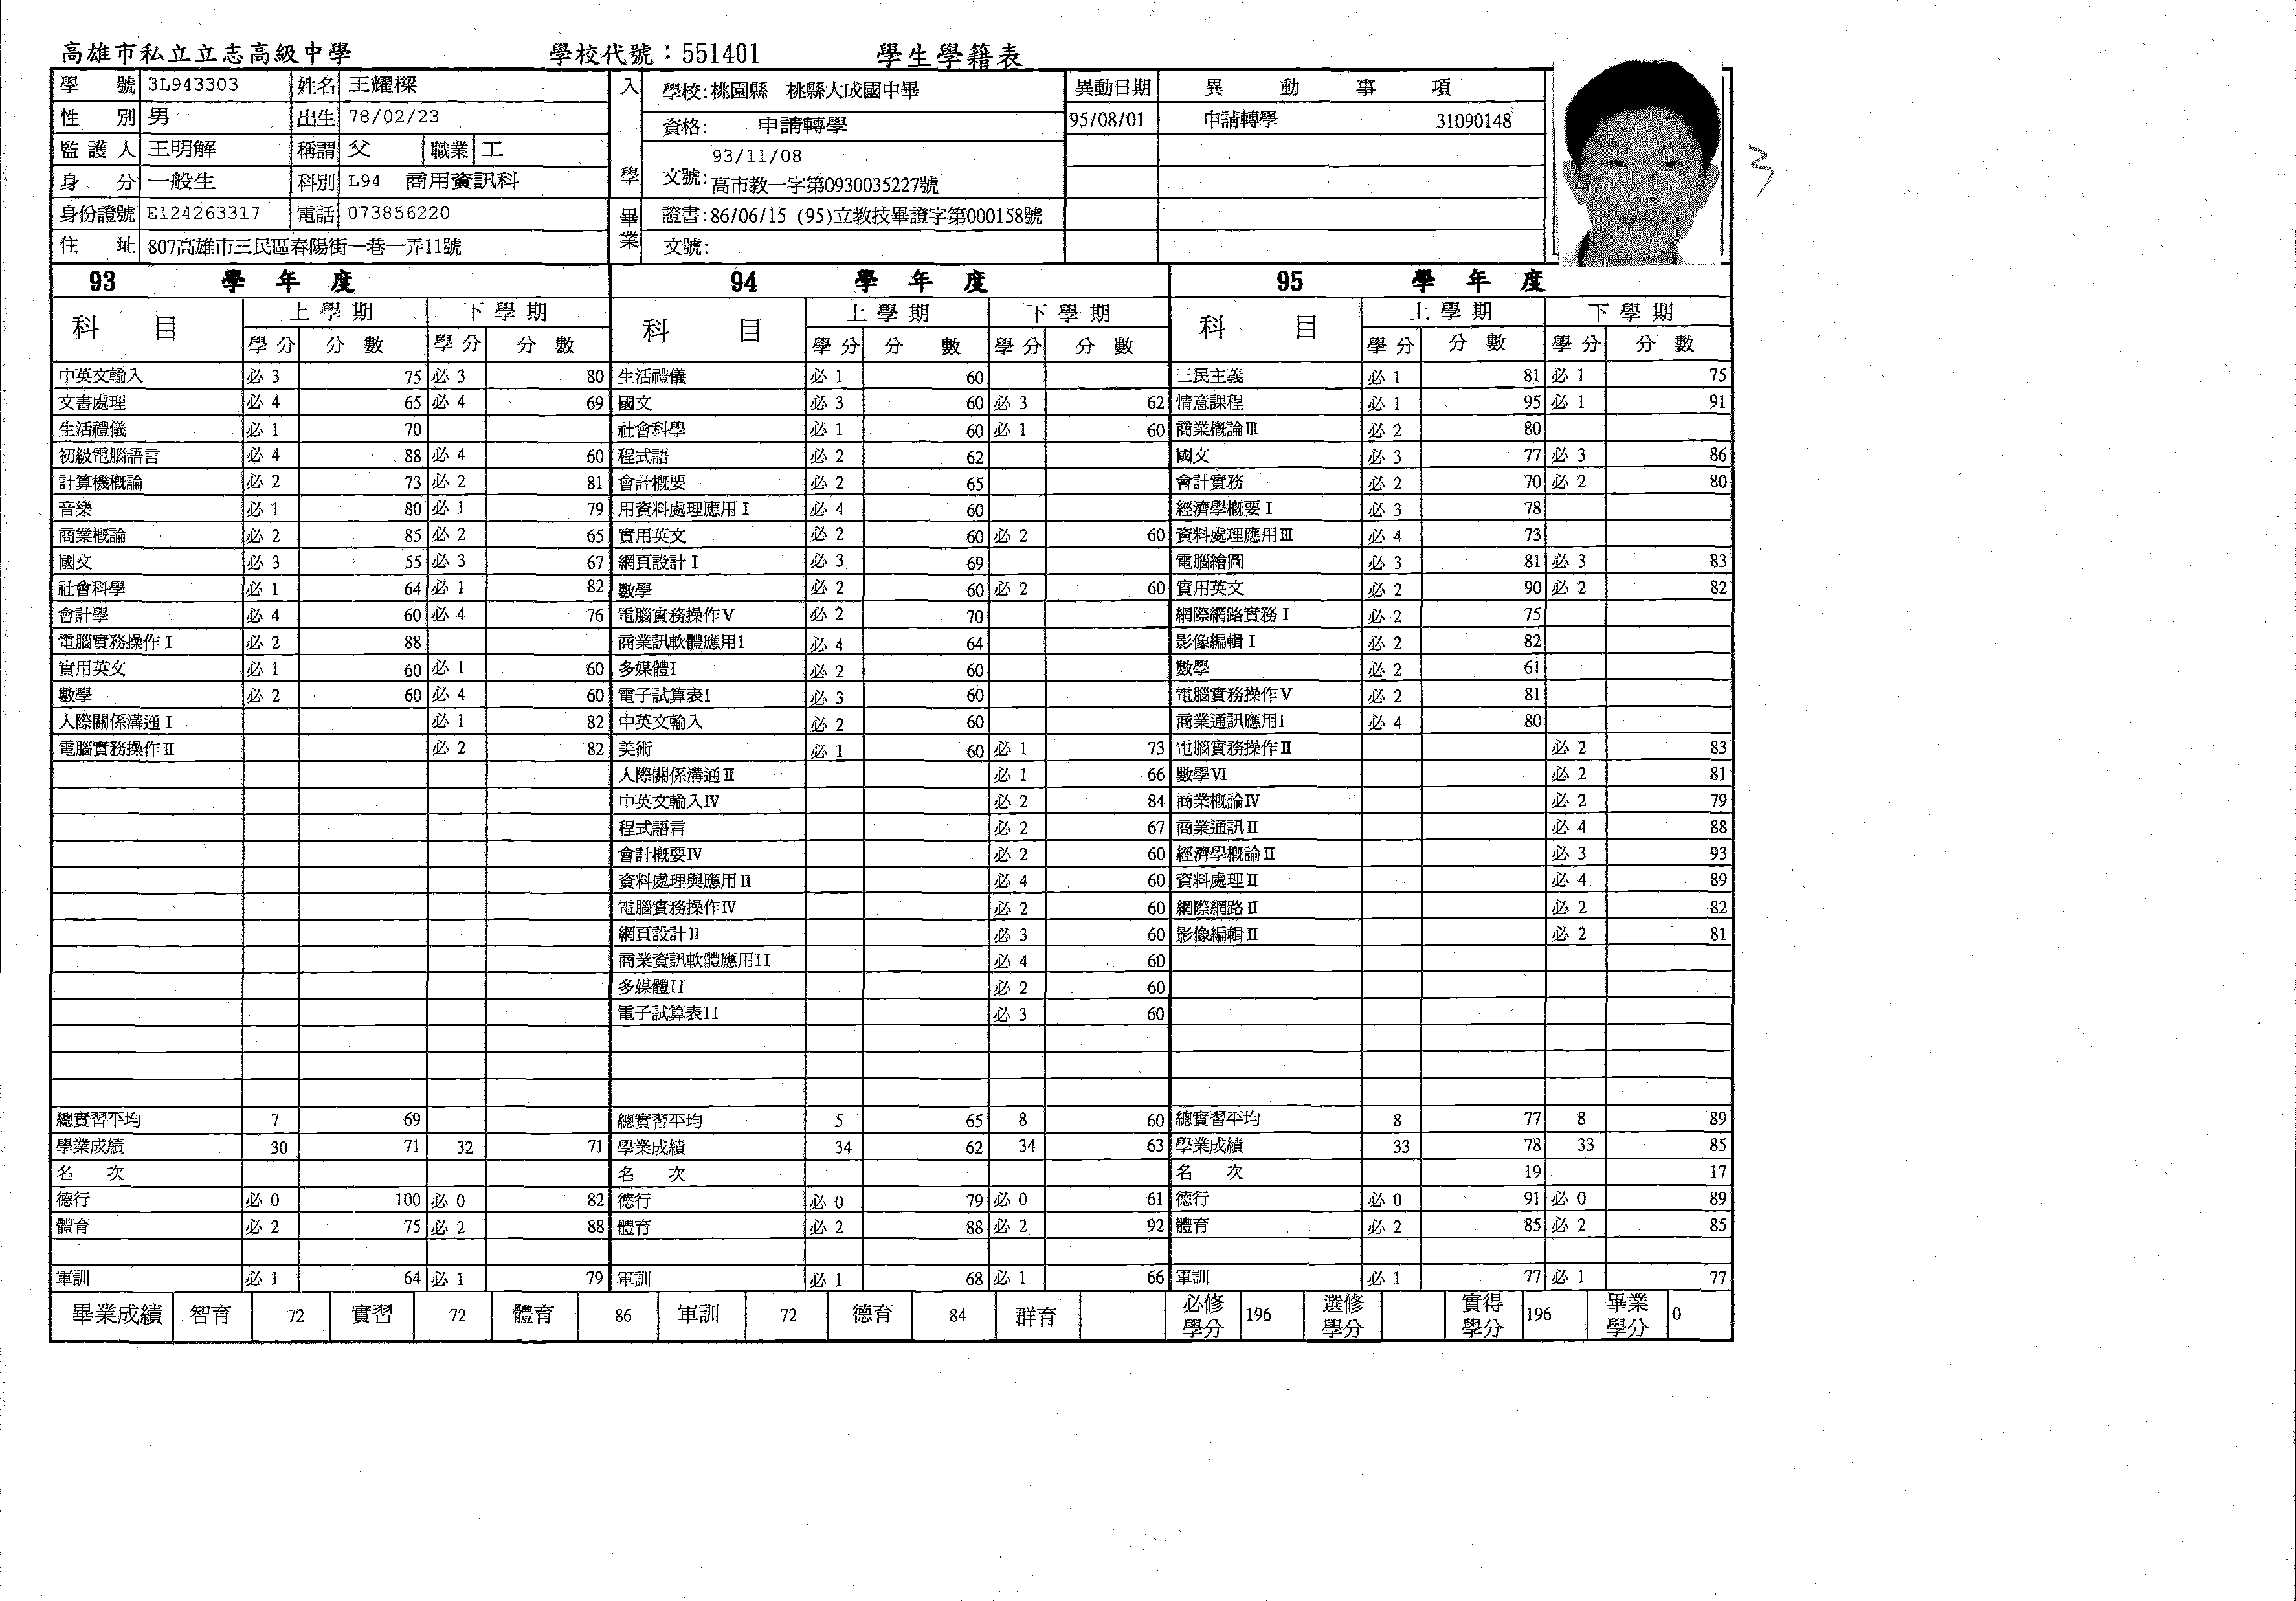 高雄市私立立志高級中學 學校代號：551401 學生學籍表
學 號 3L943303 姓名 王耀樑 入 學校:桃園縣 桃縣大成國中畢 異動日期 異 動 事 項
性 別 男 出生 78/02/23 資格: 申請轉學 95/08/01 申請轉學 31090148
監護人 王明解 稱謂 父 職業 工 93/11/08
身 分 一般生 科別 L94 商用資訊科 學 文號:高市教一字第0930035227號
身份證號 E124263317 電話 073856220 畢 證書:86/06/15 (95)立教技畢證字第000158號
住 址 807高雄市三民區春陽街一巷一弄11號 業 文號:
3
93 學 年 度 94 學 年 度 95 學 年 度
科 目 上 學 期 下 學 期 科 目 上 學 期 下 學 期 科 目 上 學 期 下 學 期
學 分 分 數 學 分 分 數 學 分 分 數 學 分 分 數 學 分 分 數 學 分 分 數
中英文輸入 必 3 75 必 3 80 生活禮儀 必 1 60 三民主義 必 1 81 必 1 75
文書處理 必 4 65 必 4 69 國文 必 3 60 必 3 62 情意課程 必 1 95 必 1 91
生活禮儀 必 1 70 社會科學 必 1 60 必 1 60 商業概論Ⅲ 必 2 80
初級電腦語言 必 4 88 必 4 60 程式語 必 2 62 國文 必 3 77 必 3 86
計算機概論 必 2 73 必 2 81 會計概要 必 2 65 會計實務 必 2 70 必 2 80
音樂 必 1 80 必 1 79 用資料處理應用Ⅰ 必 4 60 經濟學概要Ⅰ 必 3 78
商業概論 必 2 85 必 2 65 實用英文 必 2 60 必 2 60 資料處理應用Ⅲ 必 4 73
國文 必 3 55 必 3 67 網頁設計Ⅰ 必 3 69 電腦繪圖 必 3 81 必 3 83
社會科學 必 1 64 必 1 82 數學 必 2 60 必 2 60 實用英文 必 2 90 必 2 82
會計學 必 4 60 必 4 76 電腦實務操作Ⅴ 必 2 70 網際網路實務Ⅰ 必 2 75
電腦實務操作Ⅰ 必 2 88 商業訊軟體應用1 必 4 64 影像編輯Ⅰ 必 2 82
實用英文 必 1 60 必 1 60 多媒體I 必 2 60 數學 必 2 61
數學 必 2 60 必 4 60 電子試算表I 必 3 60 電腦實務操作Ⅴ 必 2 81
人際關係溝通Ⅰ 必 1 82 中英文輸入 必 2 60 商業通訊應用I 必 4 80
電腦實務操作Ⅱ 必 2 82 美術 必 1 60 必 1 73 電腦實務操作Ⅱ 必 2 83
人際關係溝通Ⅱ 必 1 66 數學Ⅵ 必 2 81
中英文輸入Ⅳ 必 2 84 商業概論Ⅳ 必 2 79
程式語言 必 2 67 商業通訊Ⅱ 必 4 88
會計概要Ⅳ 必 2 60 經濟學概論Ⅱ 必 3 93
資料處理與應用Ⅱ 必 4 60 資料處理Ⅱ 必 4 89
電腦實務操作Ⅳ 必 2 60 網際網路Ⅱ 必 2 82
網頁設計Ⅱ 必 3 60 影像編輯Ⅱ 必 2 81
商業資訊軟體應用II 必 4 60
多媒體II 必 2 60
電子試算表II 必 3 60
總實習平均 7 69 總實習平均 5 65 8 60 總實習平均 8 77 8 89
學業成績 30 71 32 71 學業成績 34 62 34 63 學業成績 33 78 33 85
名 次 名 次 名 次 19 17
德行 必 0 100 必 0 82 德行 必 0 79 必 0 61 德行 必 0 91 必 0 89
體育 必 2 75 必 2 88 體育 必 2 88 必 2 92 體育 必 2 85 必 2 85
軍訓 必 1 64 必 1 79 軍訓 必 1 68 必 1 66 軍訓 必 1 77 必 1 77
畢業成績 智育 72 實習 72 體育 86 軍訓 72 德育 84 群育 必修學分 196 選修學分 實得學分 196 畢業學分 0